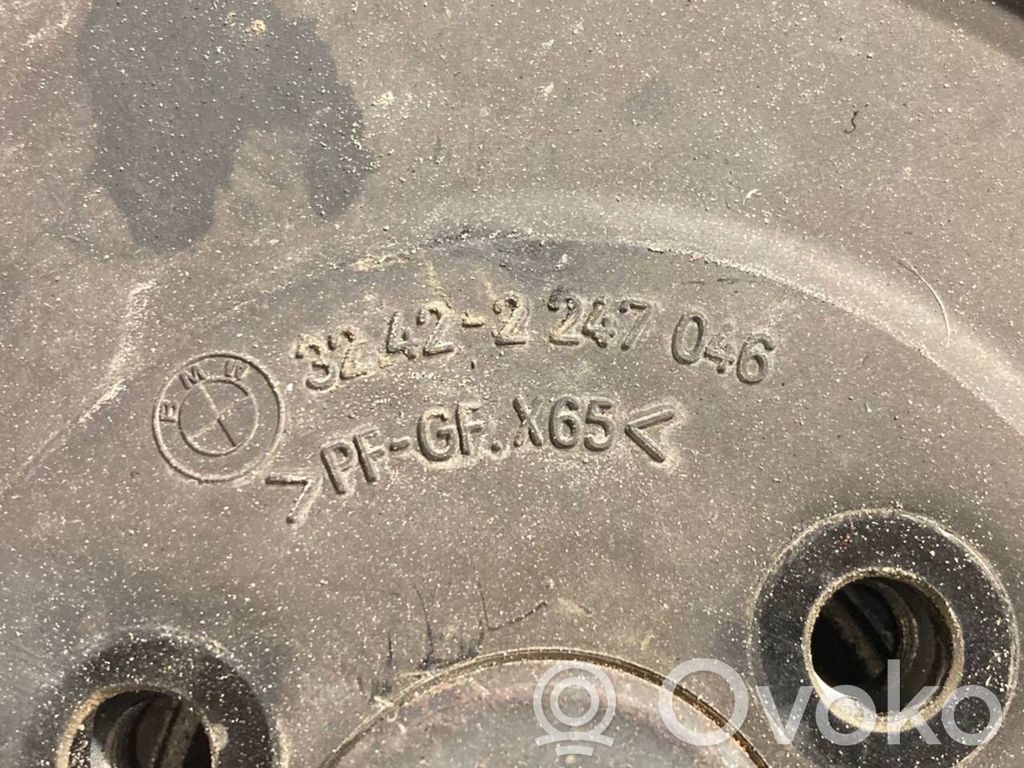 BMW
32.42-2 247 046
>PF-GF.X65<
Ovoko